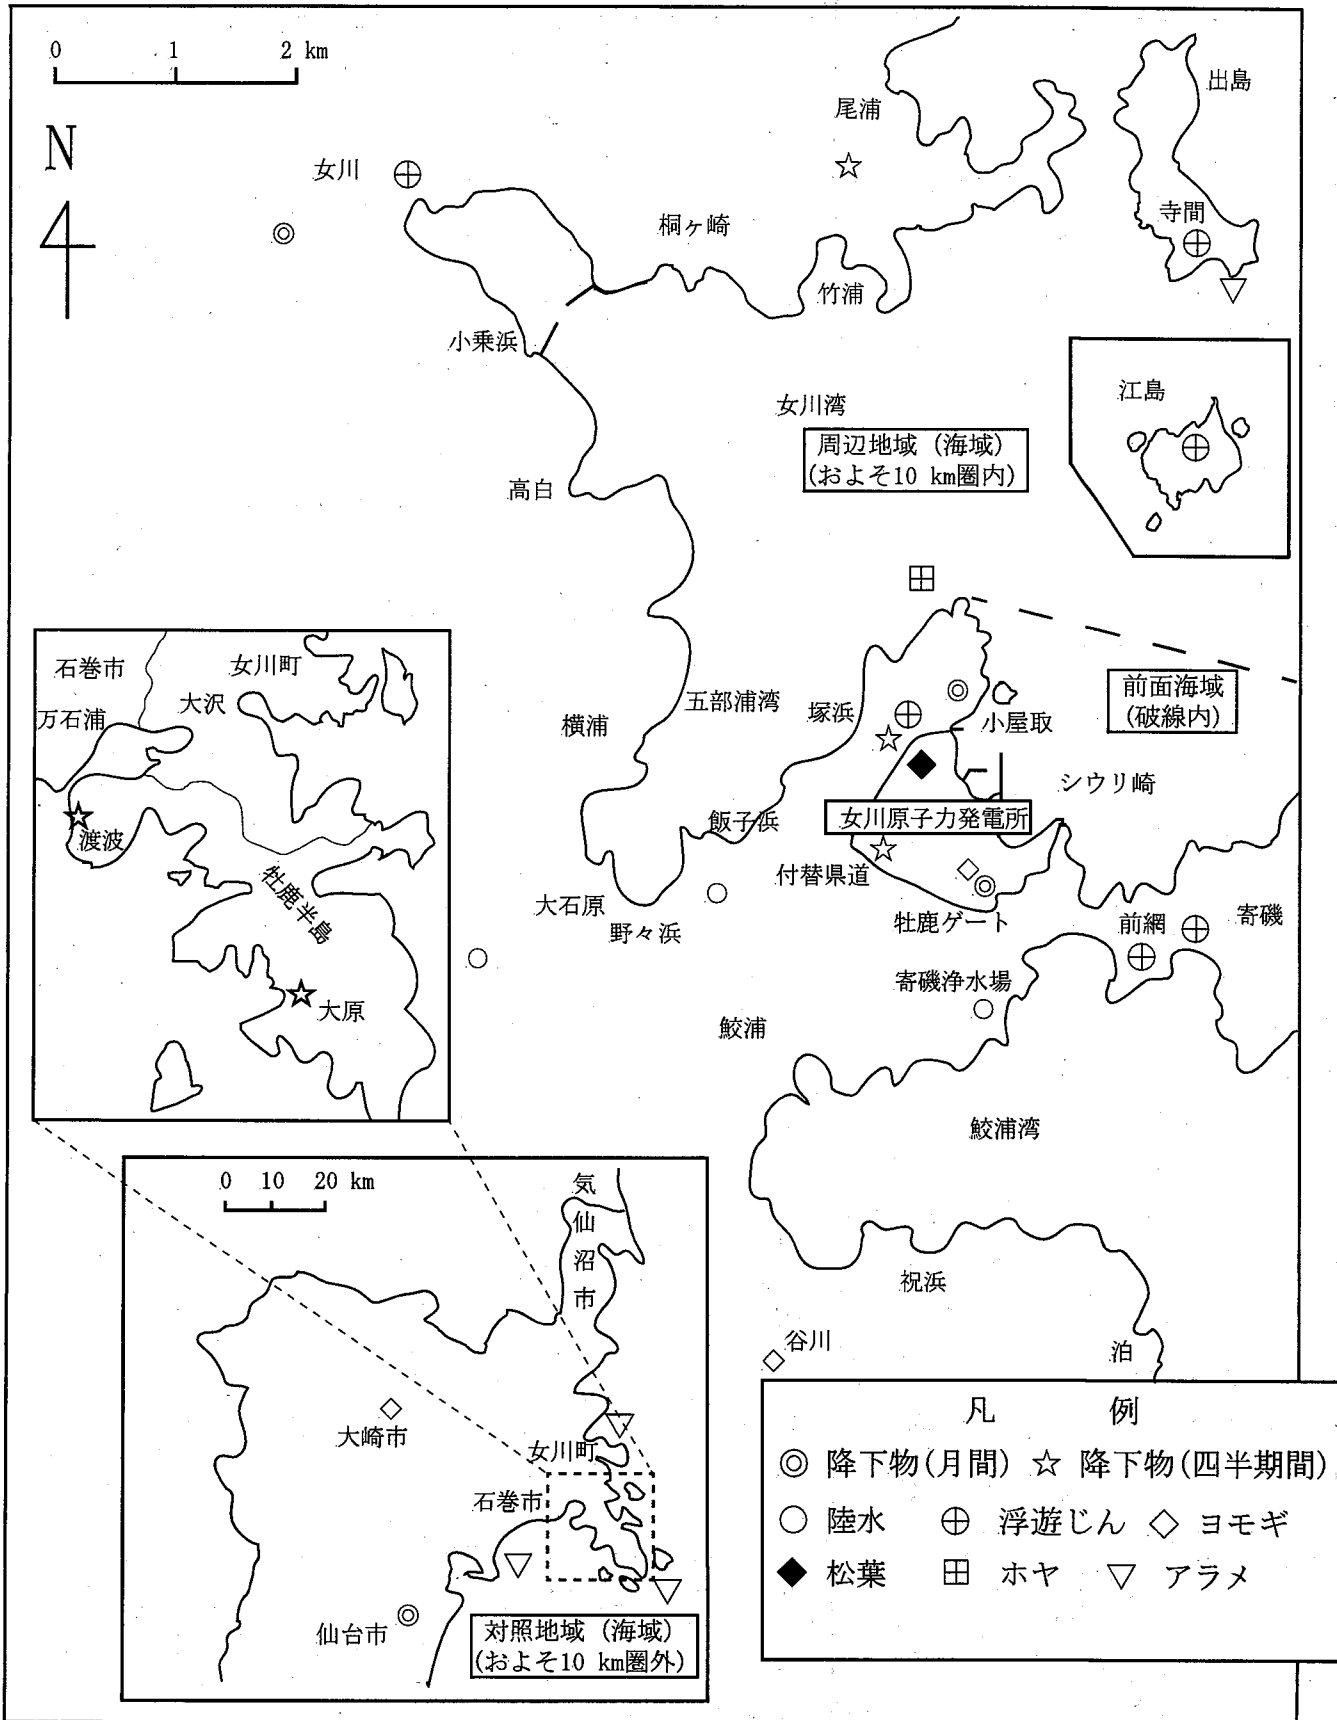 0 1 2 km
N
出島
尾浦
女川
寺間
桐ヶ崎
竹浦
小乗浜
女川湾
江島
周辺地域 (海域)
(およそ10 km圏内)
高白
石巻市
女川町
大沢
万石浦
渡波
牡鹿半島
大原
五部浦湾
塚浜
横浦
小屋取
前面海域
(破線内)
シウリ崎
飯子浜
女川原子力発電所
付替県道
大石原
野々浜
牡鹿ゲート
前網
寄磯
寄磯浄水場
鮫浦
鮫浦湾
祝浜
谷川
泊
0 10 20 km
気仙沼市
大崎市
女川町
石巻市
仙台市
対照地域 (海域)
(およそ10 km圏外)
凡 例
◎ 降下物(月間) ☆ 降下物(四半期間)
○ 陸水 ⊕ 浮遊じん ◇ ヨモギ
◆ 松葉 田 ホヤ ▽ アラメ